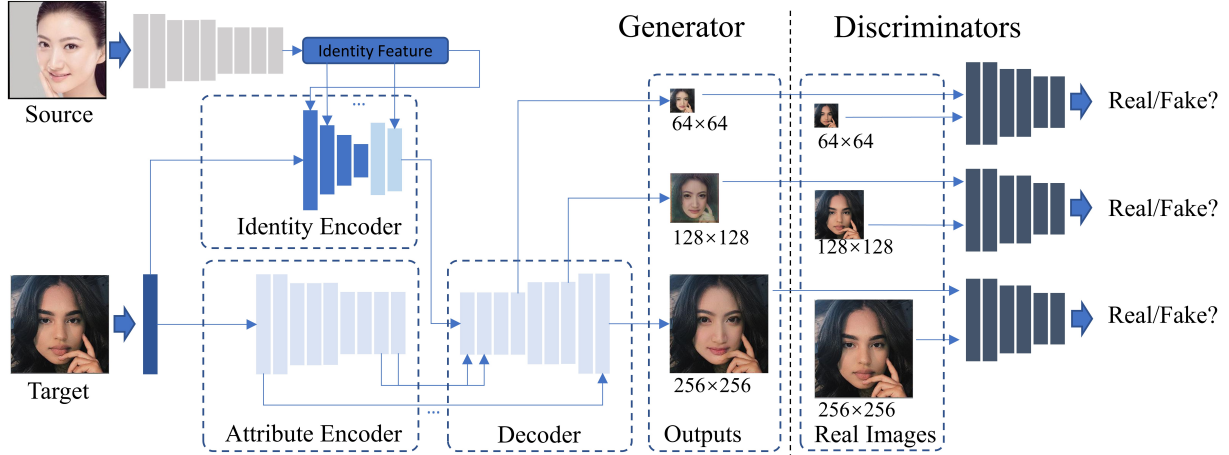 Generator
Discriminators
Identity Feature
Source
...
64×64
64×64
Real/Fake?
Identity Encoder
128×128
128×128
Real/Fake?
Target
256×256
256×256
Real/Fake?
...
Attribute Encoder
Decoder
Outputs
Real Images